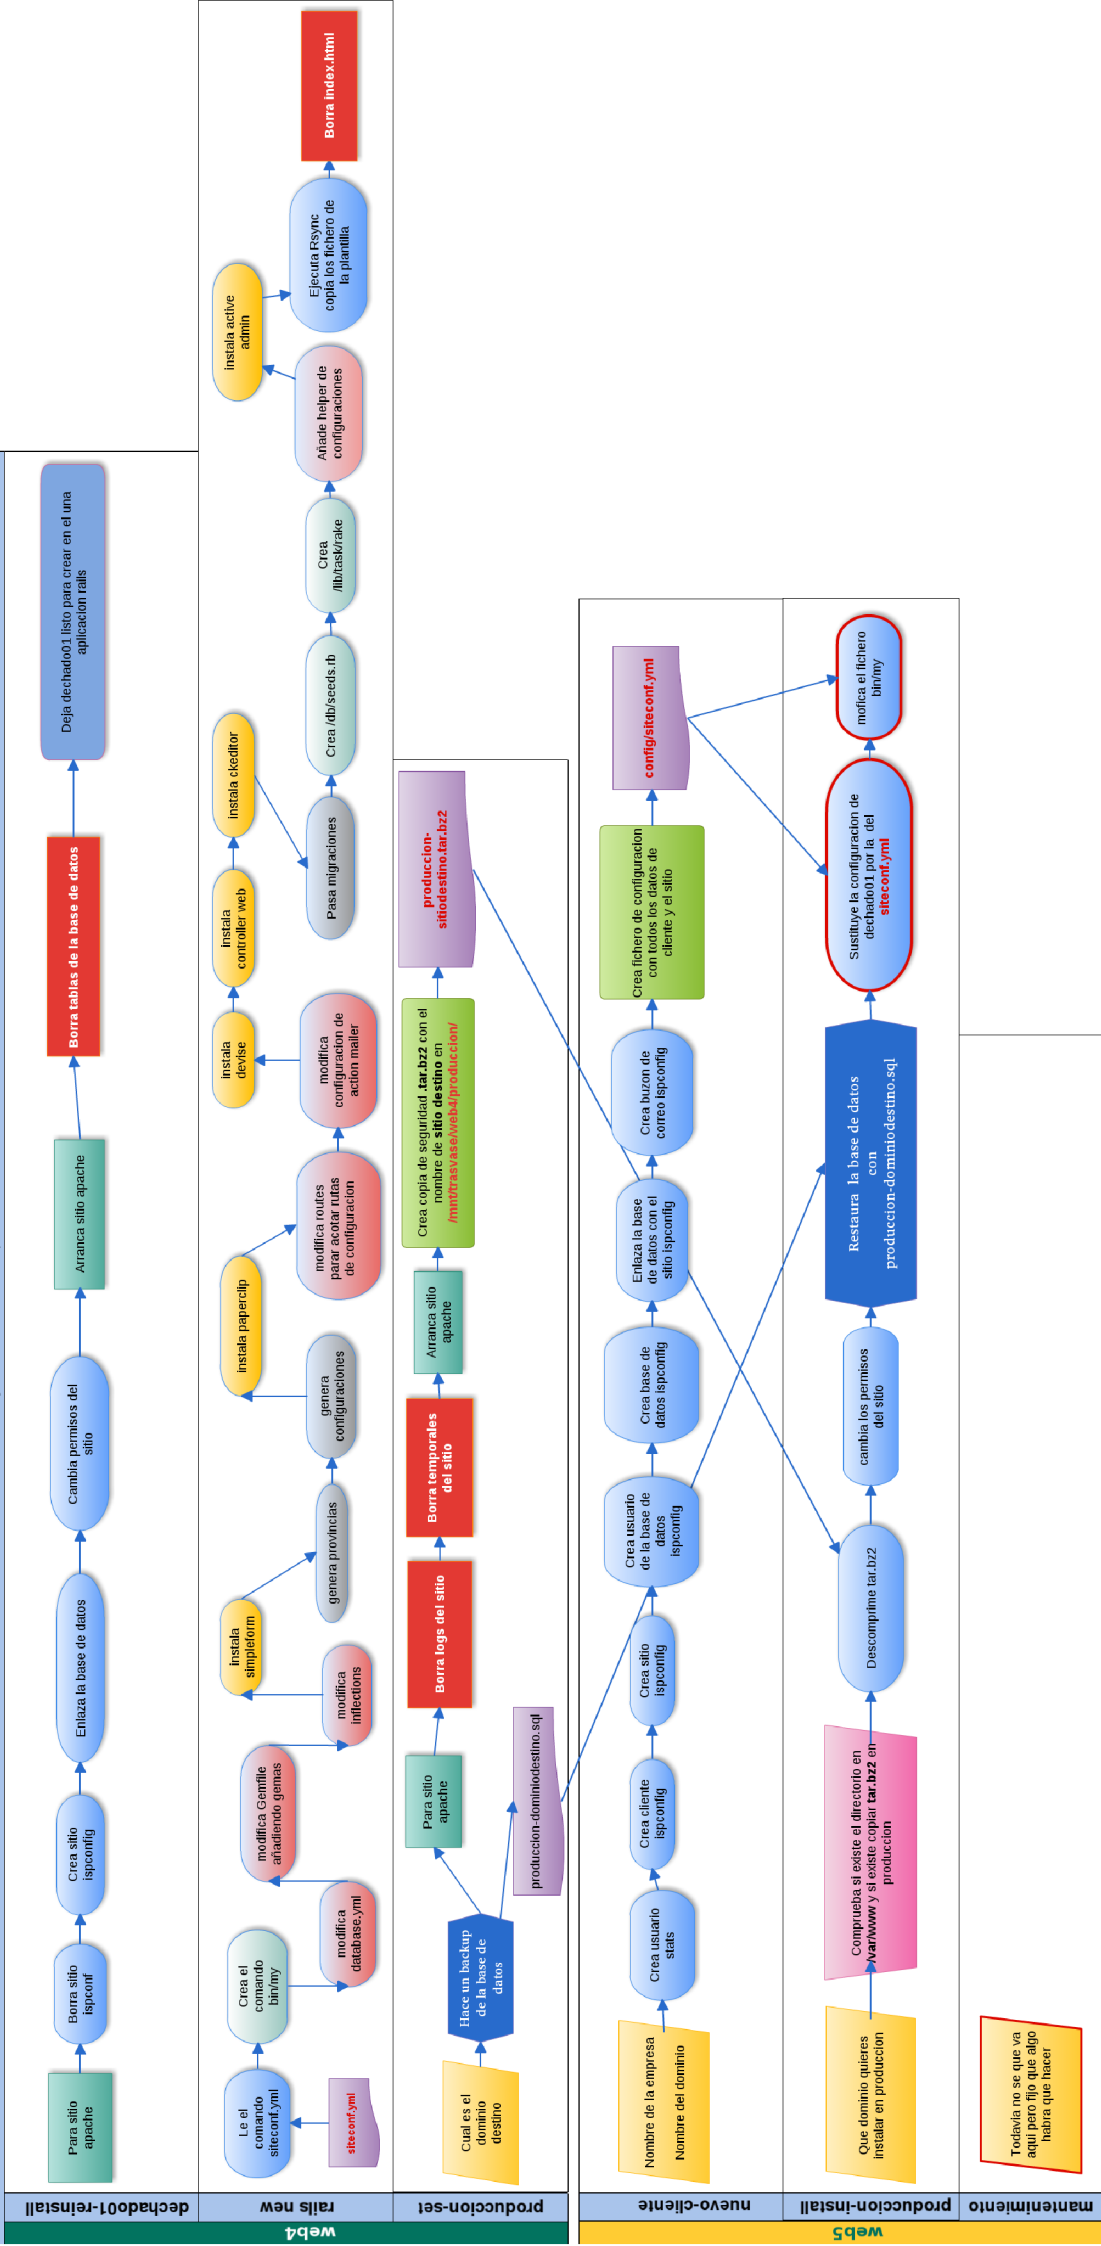 web4
dechado01-reinstall
Para sitio
apache
Borra sitio
ispconf
Crea sitio
ispconfig
Enlaza la base de datos
Cambia permisos del
sitio
Arranca sitio apache
Borra tablas de la base de datos
Deja dechado01 listo para crear en el una
aplicacion rails
rails new
siteconf.yml
Le el
comando
siteconf.yml
Crea el
comando
bin/my
modifica
database.yml
modifica Gemfile
añadiendo gemas
modifica
inflections
instala
simpleform
genera provincias
genera
configuraciones
instala paperclip
modifica routes
parar acotar rutas
de configuracion
modifica
configuracion de
action mailer
instala
devise
instala
controller web
instala ckeditor
Pasa migraciones
Crea /db/seeds.rb
Crea
/lib/task/rake
Añade helper de
configuraciones
instala active
admin
Ejecuta Rsync
copia los fichero de
la plantilla
Borra index.html
produccion-set
Cual es el
dominio
destino
Hace un backup
de la base de
datos
produccion-dominiodestino.sql
Para sitio
apache
Borra logs del sitio
Borra temporales
del sitio
Arranca sitio
apache
Crea copia de seguridad .tar.bz2 con el
nombre de sitio destino en
/mnt/trasvase/web4/produccion/
produccion-
sitiodestino.tar.bz2
web5
nuevo-cliente
Nombre de la empresa
Nombre del dominio
Crea usuario
stats
Crea cliente
ispconfig
Crea sitio
ispconfig
Crea usuario
de la base de
datos
ispconfig
Crea base de
datos ispconfig
Enlaza la base
de datos con el
sitio ispconfig
Crea buzon de
correo Ispconfig
Crea fichero de configuracion
con todos los datos de
cliente y el sitio
config/siteconf.yml
produccion-install
Que dominio quieres
instalar en produccion
Comprueba si existe el directorio en
/var/www y si existe copiar tar.bz2 en
produccion
Descomprime tar.bz2
cambia los permisos
del sitio
Restaura la base de datos
con
produccion-dominiodestino.sql
Sustituye la configuracion de
dechado01 por la del
siteconf.yml
mofica el fichero
bin/my
mantenimiento
Todavia no se que va
aqui pero fijo que algo
habra que hacer